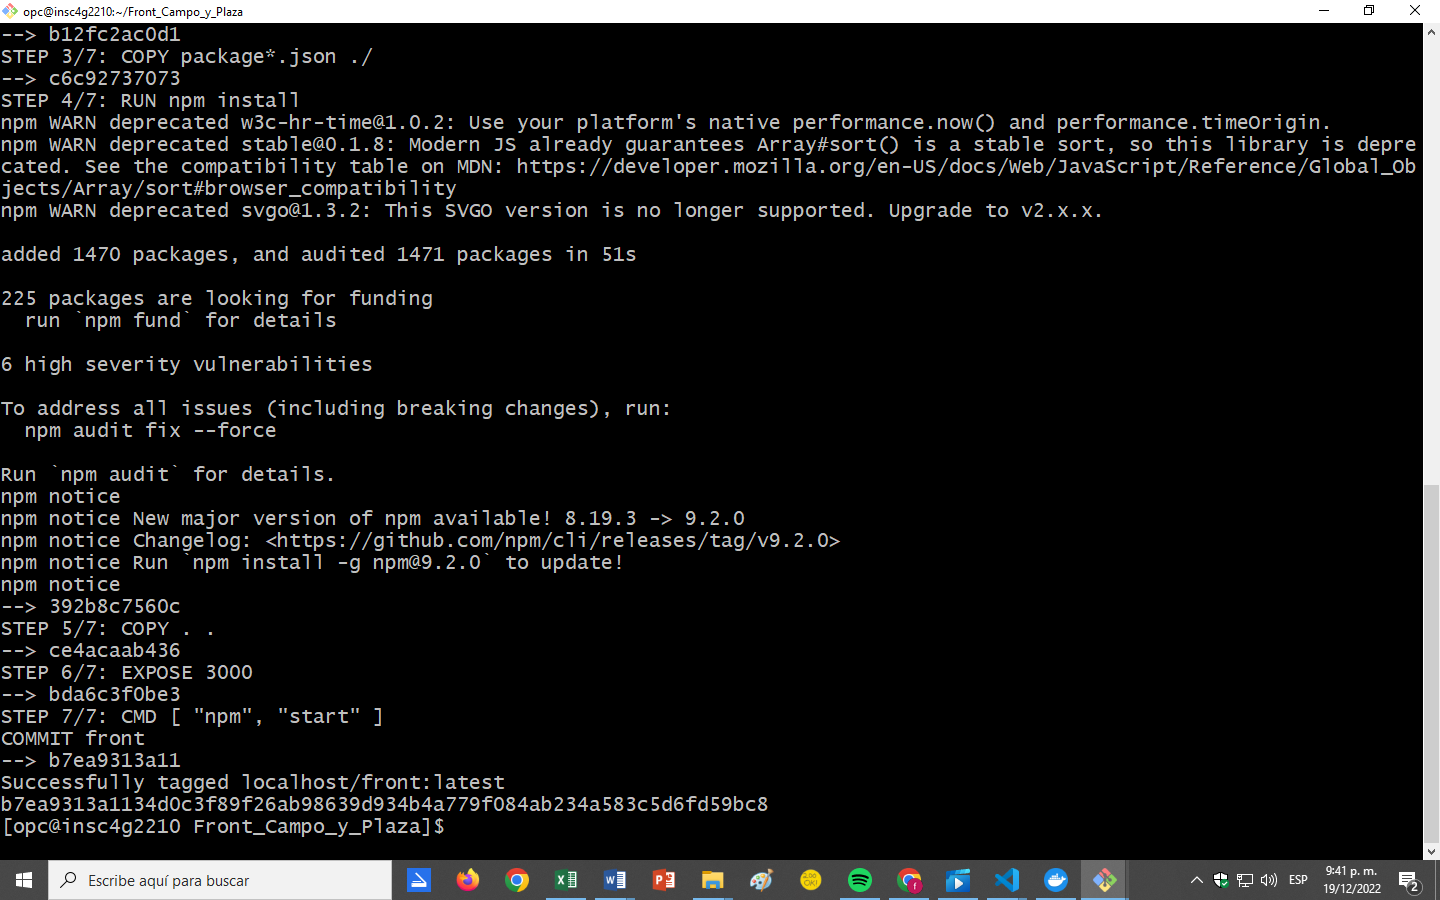 opc@insc4g2210:~/Front_Campo_y_Plaza
--> b12fc2ac0d1
STEP 3/7: COPY package*.json ./
--> c6c92737073
STEP 4/7: RUN npm install
npm WARN deprecated w3c-hr-time@1.0.2: Use your platform's native performance.now() and performance.timeOrigin.
npm WARN deprecated stable@0.1.8: Modern JS already guarantees Array#sort() is a stable sort, so this library is depre
cated. See the compatibility table on MDN: https://developer.mozilla.org/en-US/docs/Web/JavaScript/Reference/Global_Ob
jects/Array/sort#browser_compatibility
npm WARN deprecated svgo@1.3.2: This SVGO version is no longer supported. Upgrade to v2.x.x.
added 1470 packages, and audited 1471 packages in 51s
225 packages are looking for funding
  run `npm fund` for details
6 high severity vulnerabilities
To address all issues (including breaking changes), run:
  npm audit fix --force
Run `npm audit` for details.
npm notice
npm notice New major version of npm available! 8.19.3 -> 9.2.0
npm notice Changelog: <https://github.com/npm/cli/releases/tag/v9.2.0>
npm notice Run `npm install -g npm@9.2.0` to update!
npm notice
--> 392b8c7560c
STEP 5/7: COPY . .
--> ce4acaab436
STEP 6/7: EXPOSE 3000
--> bda6c3f0be3
STEP 7/7: CMD [ "npm", "start" ]
COMMIT front
--> b7ea9313a11
Successfully tagged localhost/front:latest
b7ea9313a1134d0c3f89f26ab98639d934b4a779f084ab234a583c5d6fd59bc8
[opc@insc4g2210 Front_Campo_y_Plaza]$
Escribe aquí para buscar
ESP
9:41 p. m.
19/12/2022
2